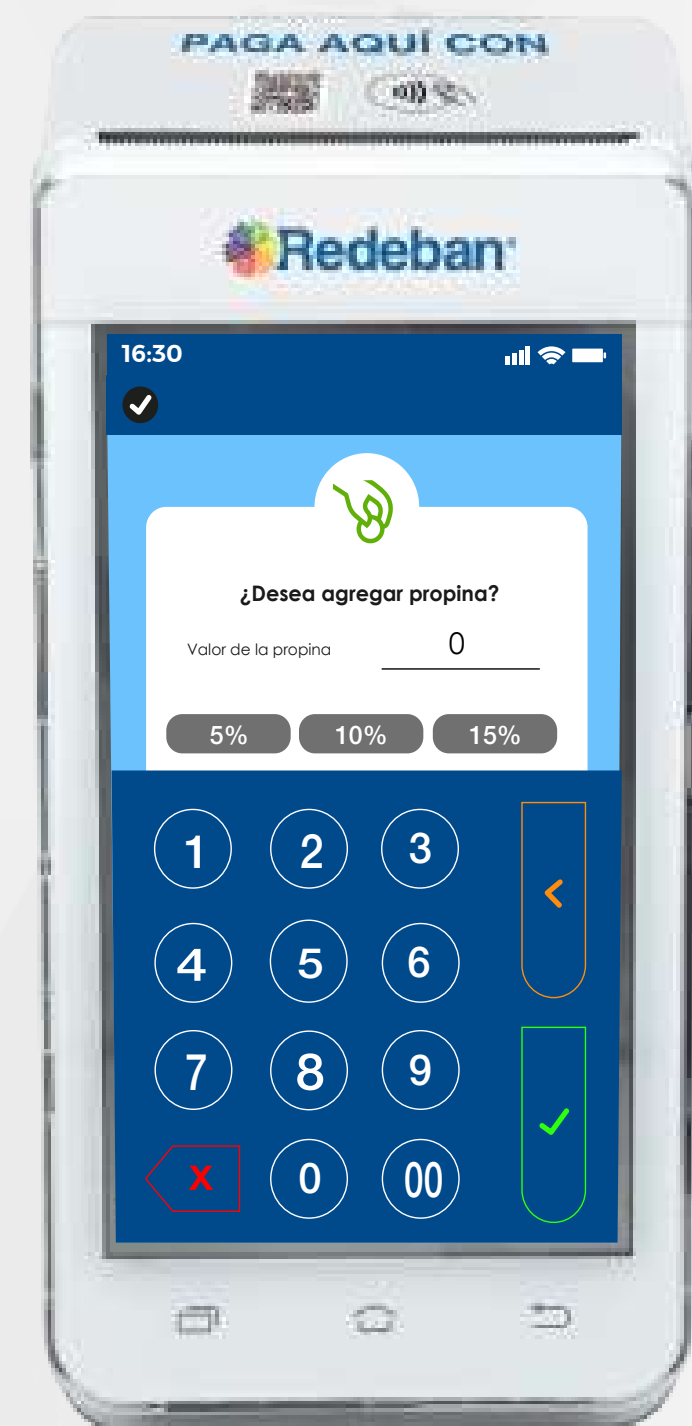 PAGA AQUÍ CON
Redeban
16:30
¿Desea agregar propina?
Valor de la propina 0
5% 10% 15%
1 2 3
4 5 6
7 8 9
X 0 00